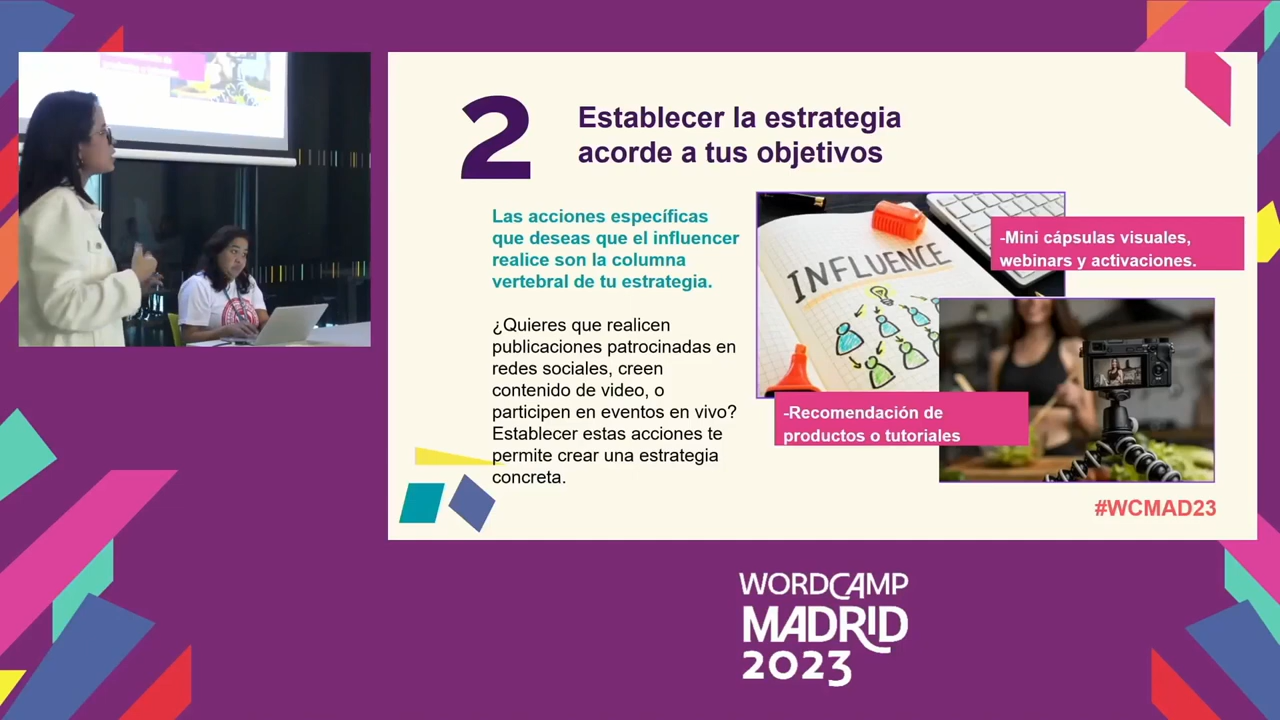 2
Establecer la estrategia
acorde a tus objetivos
Las acciones específicas
que deseas que el influencer
realice son la columna
vertebral de tu estrategia.
¿Quieres que realicen
publicaciones patrocinadas en
redes sociales, creen
contenido de video, o
participen en eventos en vivo?
Establecer estas acciones te
permite crear una estrategia
concreta.
INFLUENCE
-Mini cápsulas visuales,
webinars y activaciones.
-Recomendación de
productos o tutoriales
#WCMAD23
WORDCAMP
MADRID
2023